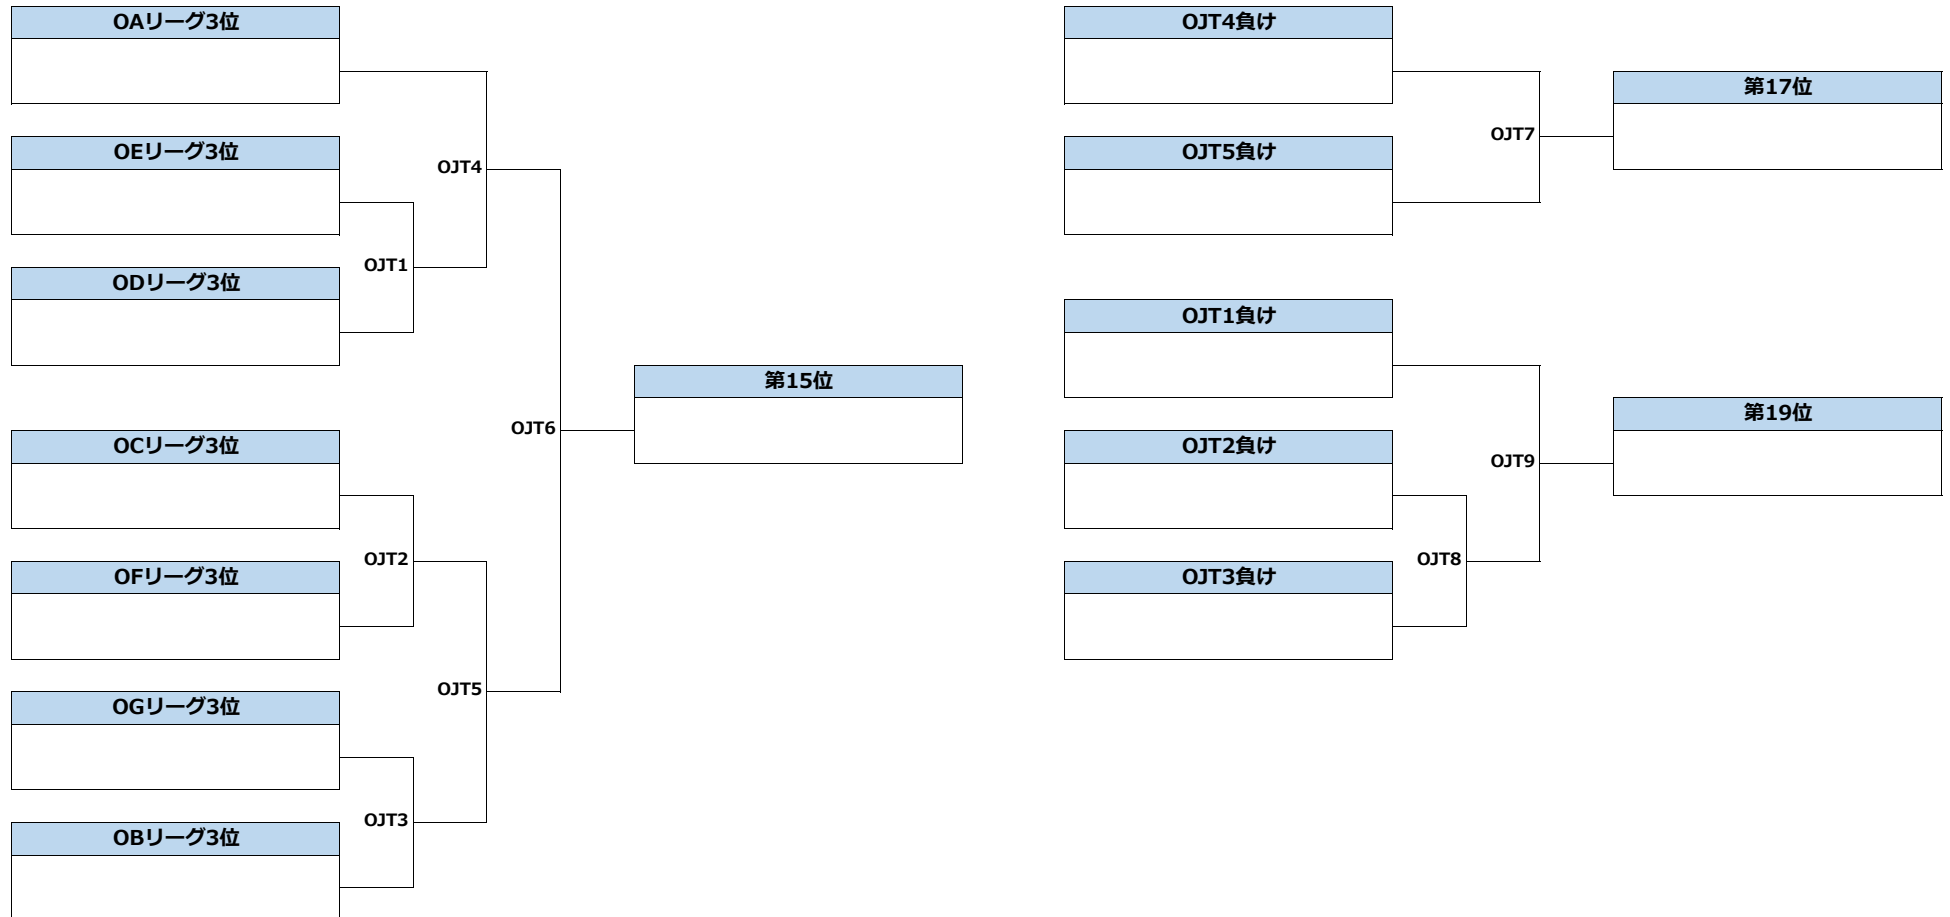 OAリーグ3位
OEリーグ3位
OJT4
OJT1
ODリーグ3位
第15位
OJT6
OCリーグ3位
OJT2
OFリーグ3位
OJT5
OGリーグ3位
OJT3
OBリーグ3位
OJT4負け
第17位
OJT7
OJT5負け
OJT1負け
第19位
OJT2負け
OJT9
OJT8
OJT3負け